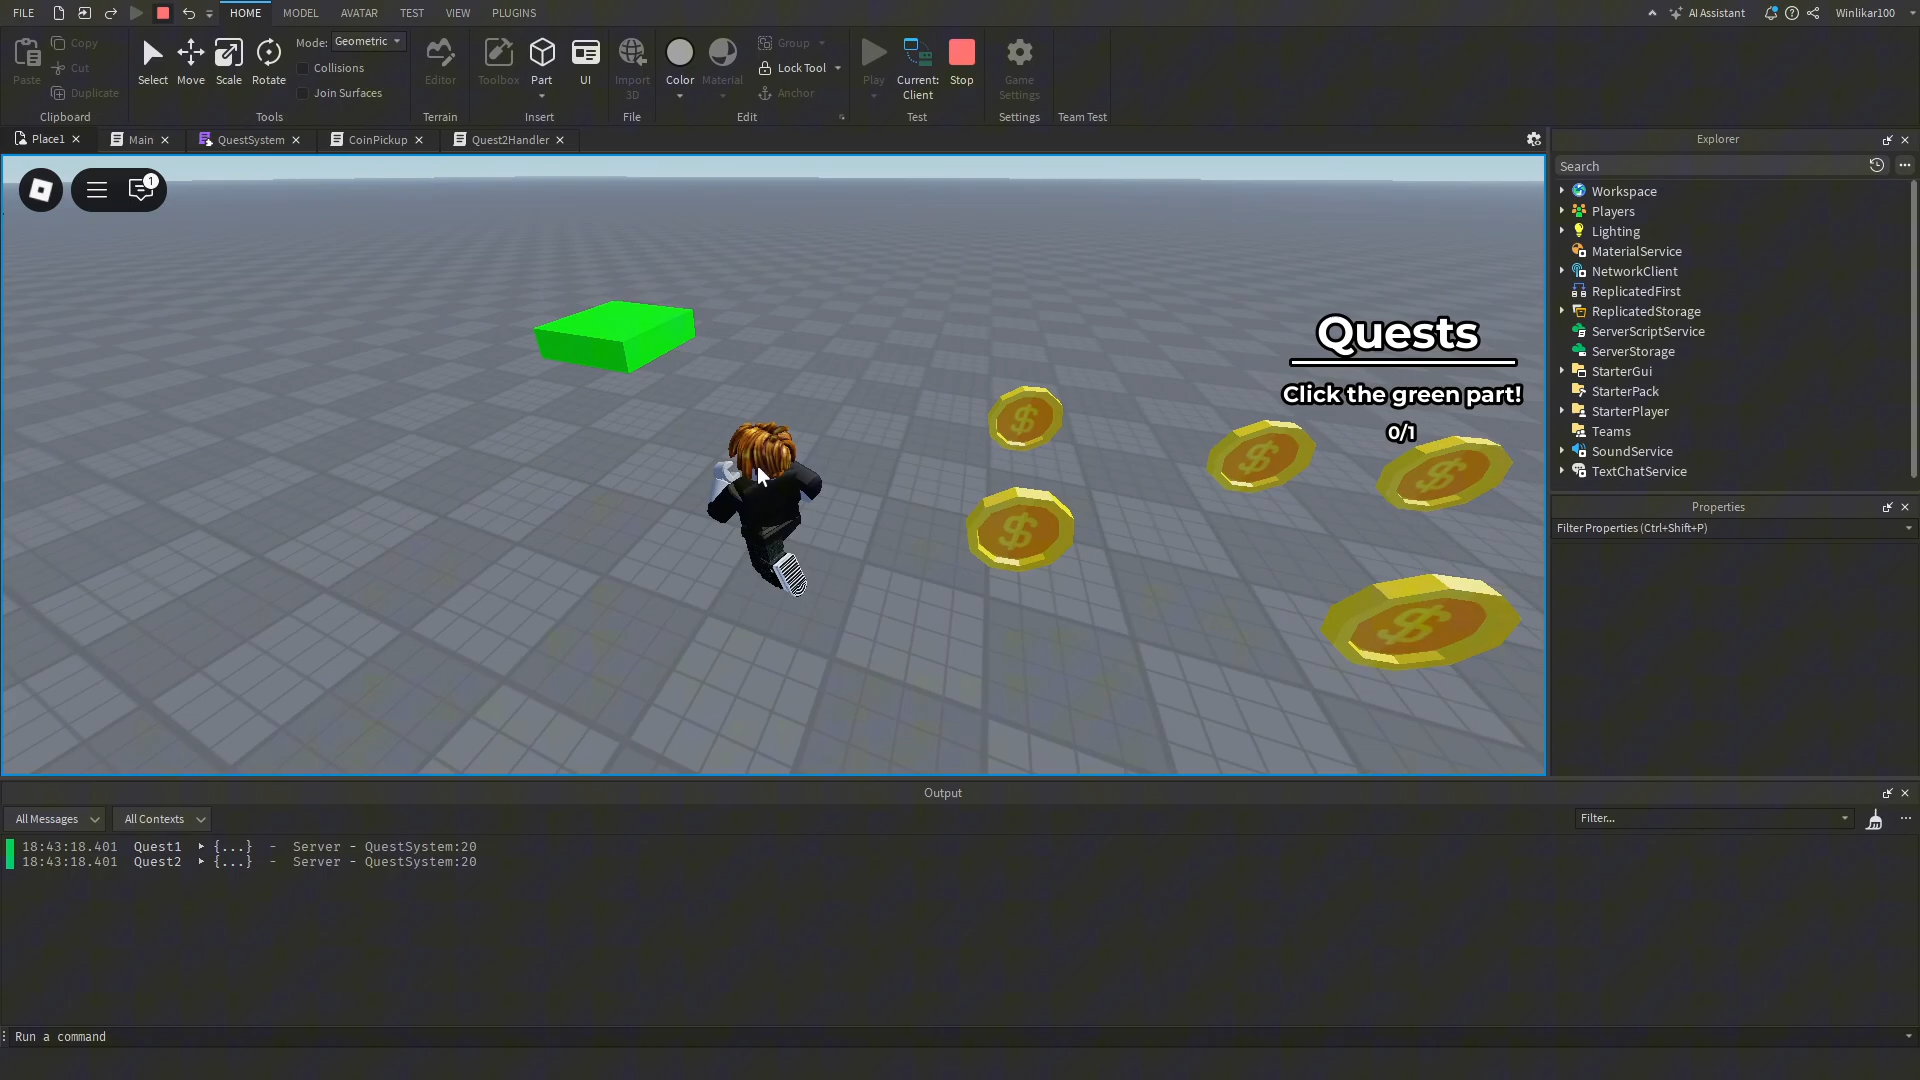 FILE HOME MODEL AVATAR TEST VIEW PLUGINS AI Assistant Winlikar100
Paste Copy Cut Duplicate Clipboard
Select Move Scale Rotate Mode: Geometric Collisions Join Surfaces Tools
Editor Terrain
Toolbox Part UI Insert
Import 3D File
Color Material Group Lock Tool Anchor Edit
Play Current: Client Stop Test
Game Settings Settings
Team Test
Place1 Main QuestSystem CoinPickup Quest2Handler
1
Quests
Click the green part!
0/1
$
$
$
$
$
Explorer
Search
Workspace
Players
Lighting
MaterialService
NetworkClient
ReplicatedFirst
ReplicatedStorage
ServerScriptService
ServerStorage
StarterGui
StarterPack
StarterPlayer
Teams
SoundService
TextChatService
Properties
Filter Properties (Ctrl+Shift+P)
Output
All Messages All Contexts Filter...
18:43:18.401 Quest1 {...} - Server - QuestSystem:20
18:43:18.401 Quest2 {...} - Server - QuestSystem:20
Run a command